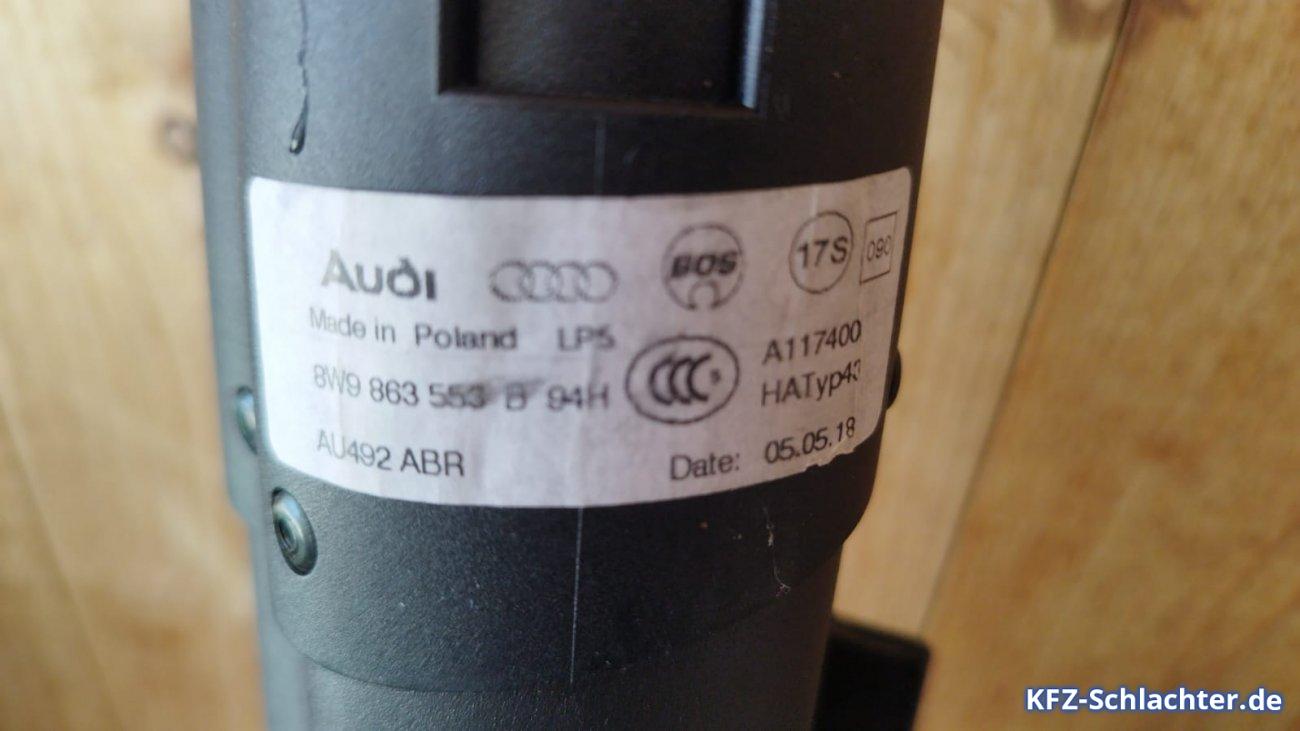 Audi BOS 17S 090
Made in Poland LP5
A117400
8W9 863 553 B 94H CCC S HATyp43
AU492 ABR Date: 05.05.18
KFZ-Schlachter.de